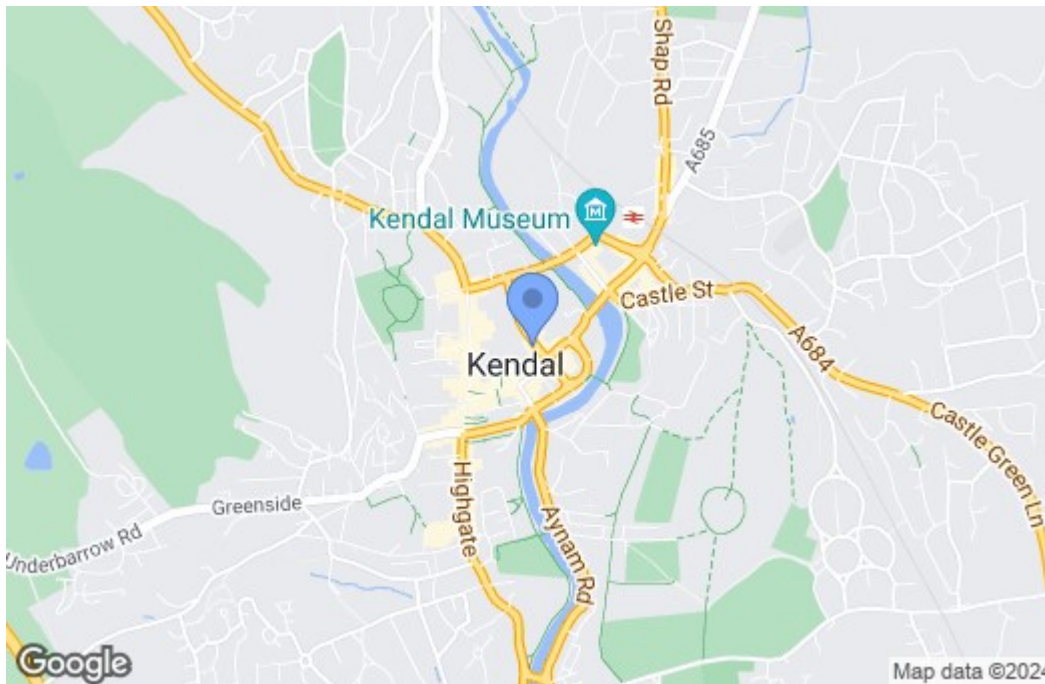 Shap Rd
A685
Kendal Museum
M
Castle St
A684
Kendal
Castle Green Ln
Highgate
Greenside
Underbarrow Rd
Aynam Rd
Google
Map data ©2024